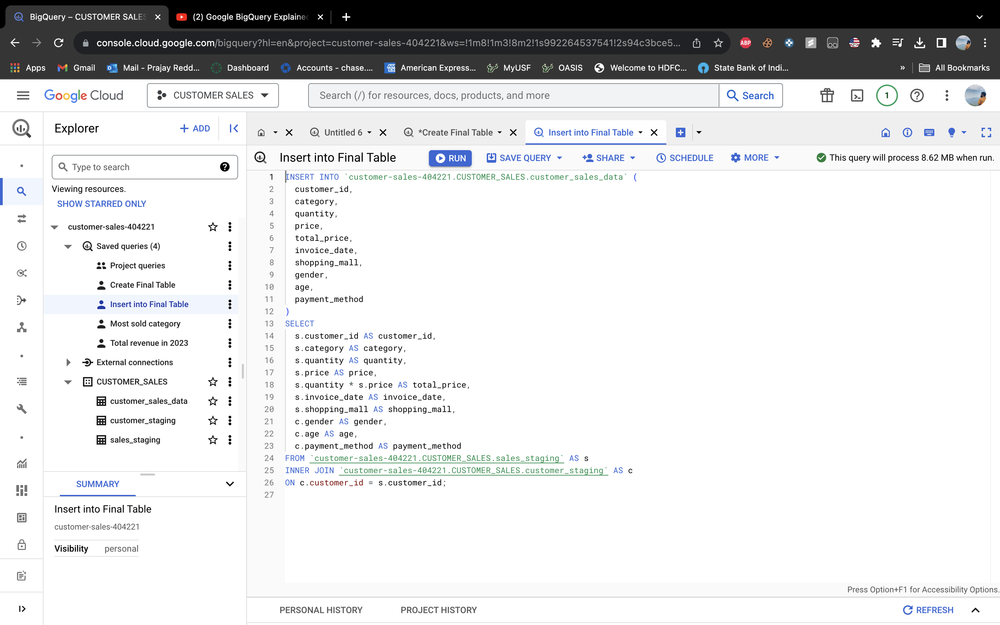 BigQuery – CUSTOMER SALES
(2) Google BigQuery Explained
console.cloud.google.com/bigquery?hl=en&project=customer-sales-404221&ws=!1m8!1m3!8m2!1s992264537541!2s94c3bce5...
ABP
Apps
Gmail
Mail - Prajay Redd...
Dashboard
Accounts - chase....
AM
EX
American Express...
MyUSF
OASIS
Welcome to HDFC...
State Bank of Indi...
»
All Bookmarks
Google Cloud
CUSTOMER SALES
Search (/) for resources, docs, products, and more
Search
1
Explorer
+ ADD
Untitled 6
*Create Final Table
Insert into Final Table
Type to search
Viewing resources.
SHOW STARRED ONLY
customer-sales-404221
Saved queries (4)
Project queries
Create Final Table
Insert into Final Table
Most sold category
Total revenue in 2023
External connections
CUSTOMER_SALES
customer_sales_data
customer_staging
sales_staging
SUMMARY
Insert into Final Table
customer-sales-404221
Visibility personal
Insert into Final Table
RUN
SAVE QUERY
SHARE
SCHEDULE
MORE
This query will process 8.62 MB when run.
1 INSERT INTO `customer-sales-404221.CUSTOMER_SALES.customer_sales_data` (
2 customer_id,
3 category,
4 quantity,
5 price,
6 total_price,
7 invoice_date,
8 shopping_mall,
9 gender,
10 age,
11 payment_method
12 )
13 SELECT
14 s.customer_id AS customer_id,
15 s.category AS category,
16 s.quantity AS quantity,
17 s.price AS price,
18 s.quantity * s.price AS total_price,
19 s.invoice_date AS invoice_date,
20 s.shopping_mall AS shopping_mall,
21 c.gender AS gender,
22 c.age AS age,
23 c.payment_method AS payment_method
24 FROM `customer-sales-404221.CUSTOMER_SALES.sales_staging` AS s
25 INNER JOIN `customer-sales-404221.CUSTOMER_SALES.customer_staging` AS c
26 ON c.customer_id = s.customer_id;
27
Press Option+F1 for Accessibility Options.
PERSONAL HISTORY
PROJECT HISTORY
REFRESH